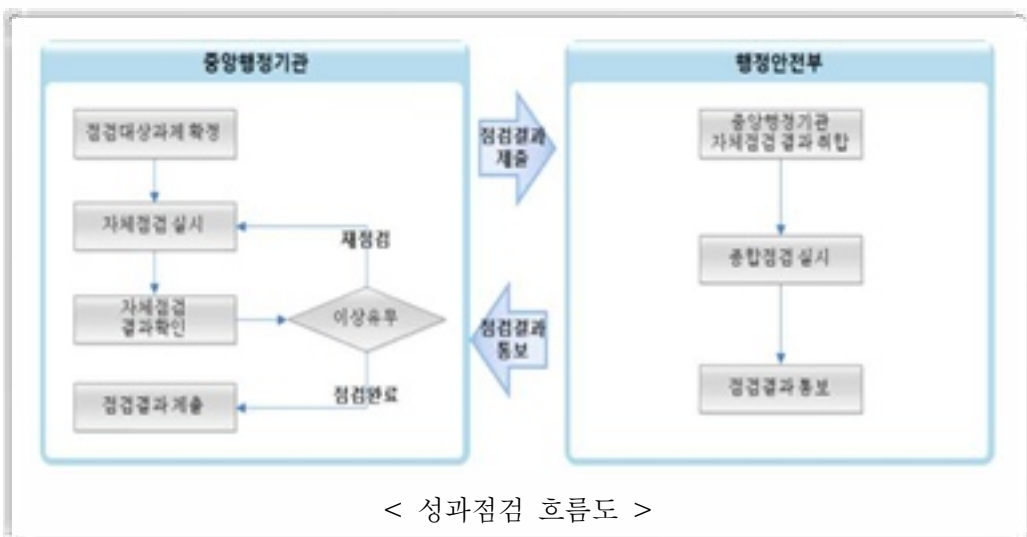 중앙행정기관
점검대상과제 확정
자체점검 실시
재점검
자체점검
결과확인
이상유무
점검완료
점검결과 제출
점검결과
제출
점검결과
통보
행정안전부
중앙행정기관
자체점검 결과 취합
종합점검 실시
점검결과 통보
< 성과점검 흐름도 >